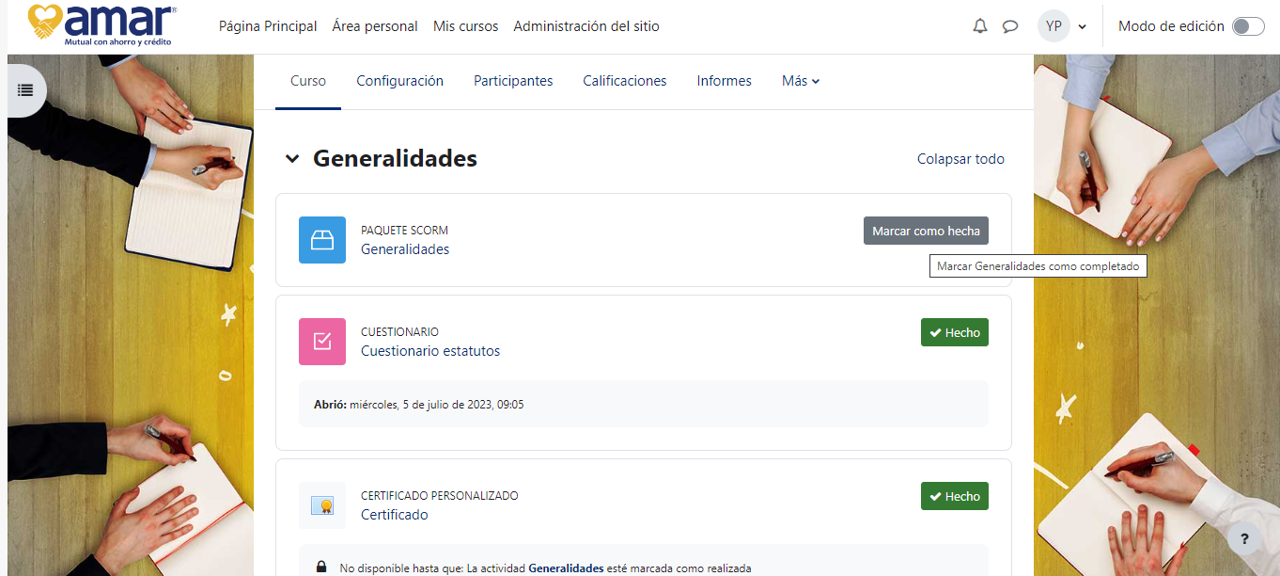 amar®
Mutual con ahorro y crédito
Página Principal Área personal Mis cursos Administración del sitio
YP
Modo de edición
Curso Configuración Participantes Calificaciones Informes Más
Generalidades
Colapsar todo
PAQUETE SCORM
Generalidades
Marcar como hecha
Marcar Generalidades como completado
CUESTIONARIO
Cuestionario estatutos
Hecho
Abrió: miércoles, 5 de julio de 2023, 09:05
CERTIFICADO PERSONALIZADO
Certificado
Hecho
No disponible hasta que: La actividad Generalidades esté marcada como realizada
?